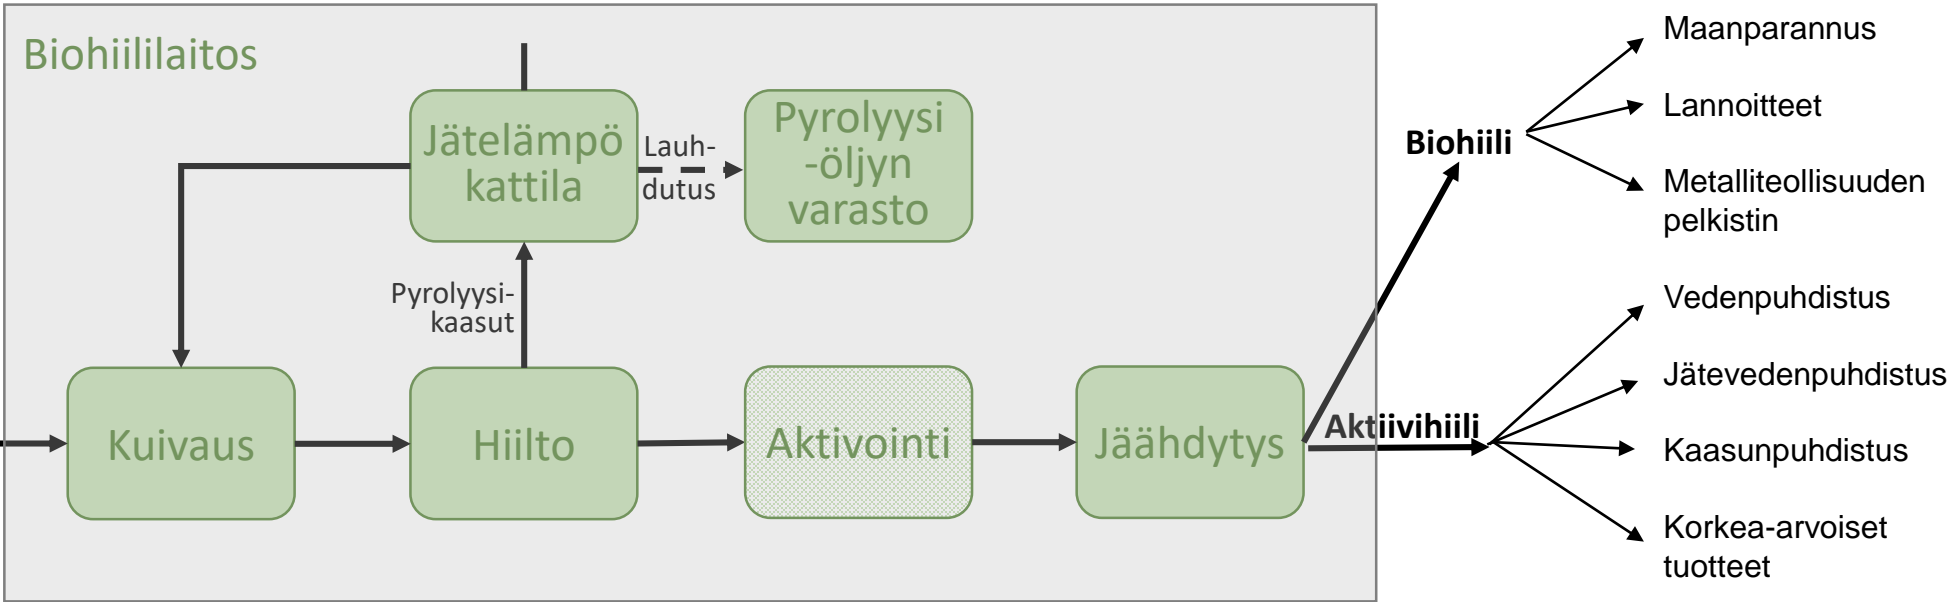 Biohiililaitos
Jätelämpö
kattila
Lauh-
dutus
Pyrolyysi
-öljyn
varasto
Pyrolyysi-
kaasut
Kuivaus
Hiilto
Aktivointi
Jäähdytys
Biohiili
Maanparannus
Lannoitteet
Metalliteollisuuden
pelkistin
Aktiivihiili
Vedenpuhdistus
Jätevedenpuhdistus
Kaasunpuhdistus
Korkea-arvoiset
tuotteet